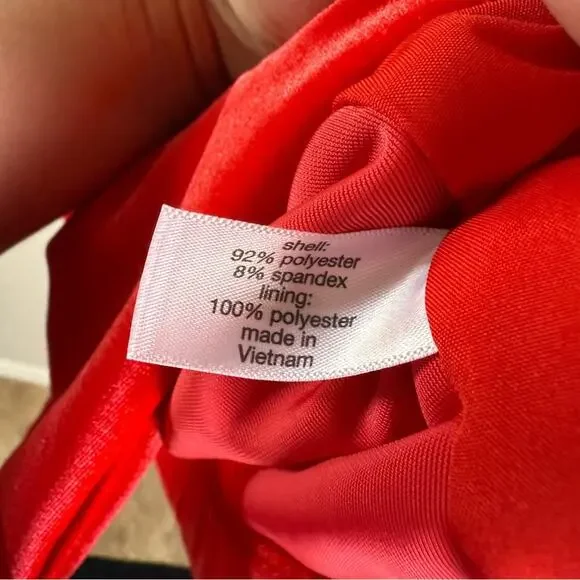 shell:
92% polyester
8% spandex
lining:
100% polyester
made in
Vietnam